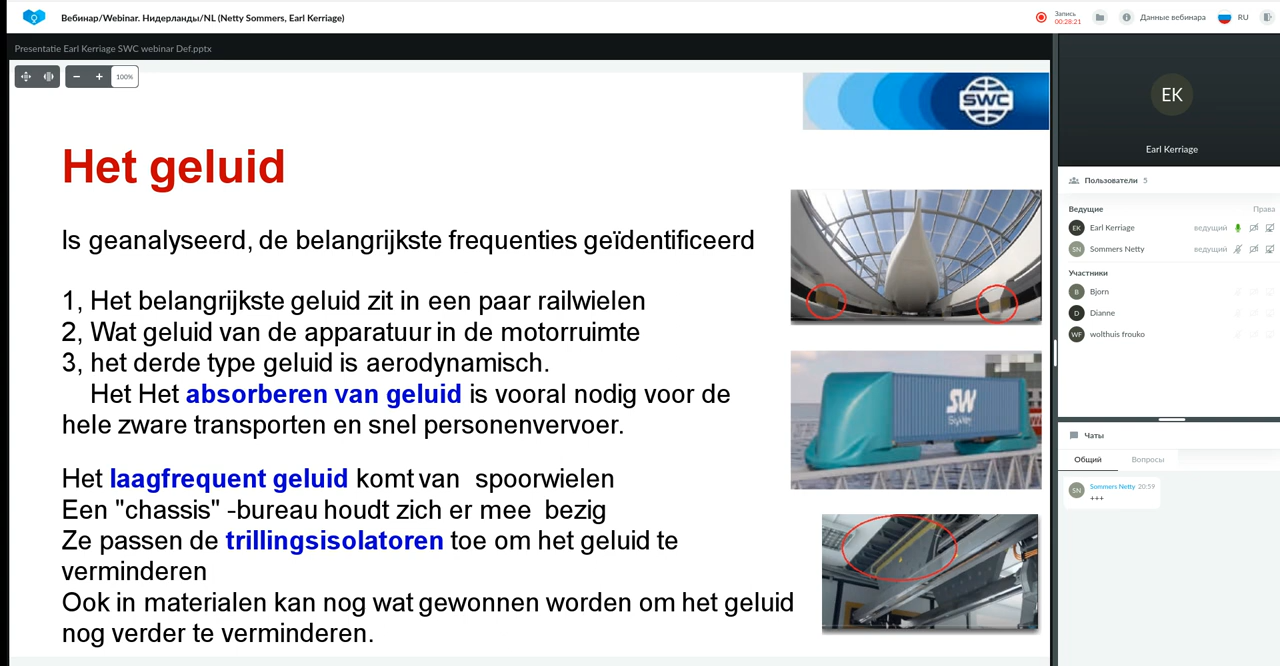 Вебинар/Webinar. Нидерланды/NL (Netty Sommers, Earl Kerriage)
Запись
00:28:21
Данные вебинара
RU
Presentatie Earl Kerriage SWC webinar Def.pptx
100%
SWC
EK
Earl Kerriage
Het geluid
Is geanalyseerd, de belangrijkste frequenties geïdentificeerd
1, Het belangrijkste geluid zit in een paar railwielen
2, Wat geluid van de apparatuur in de motorruimte
3, het derde type geluid is aerodynamisch.
Het Het absorberen van geluid is vooral nodig voor de
hele zware transporten en snel personenvervoer.
Het laagfrequent geluid komt van spoorwielen
Een "chassis" -bureau houdt zich er mee bezig
Ze passen de trillingsisolatoren toe om het geluid te
verminderen
Ook in materialen kan nog wat gewonnen worden om het geluid
nog verder te verminderen.
SW
SkyWay
Пользователи 5
Ведущие Права
EK Earl Kerriage ведущий
SN Sommers Netty ведущий
Участники
B Bjorn
D Dianne
WF wolthuis frouko
Чаты
Общий Вопросы
SN Sommers Netty 20:59
+++